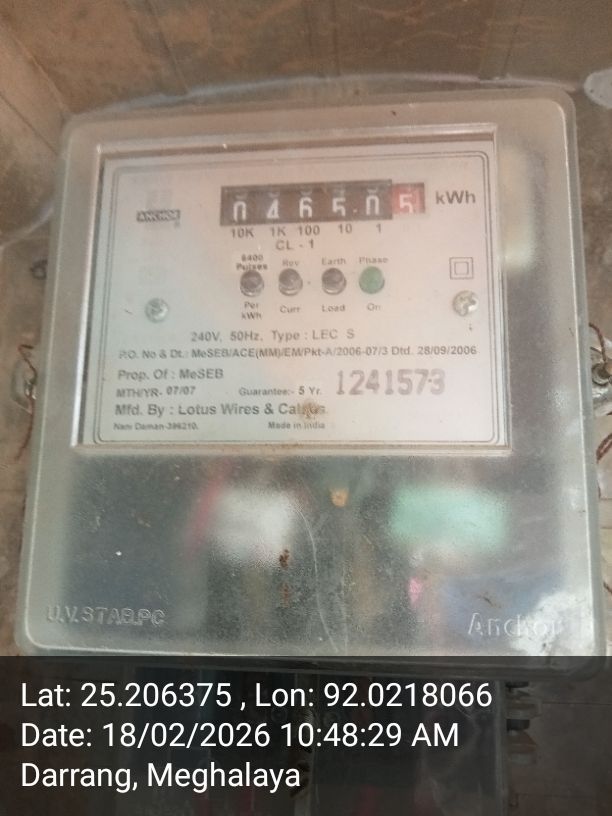 ANCHOR
0 4 6 5 0 5 kWh
10K 1K 100 10 1
CL - 1
6400 Pulses Per kWh
Rev Curr
Earth Load
Phase On
240V, 50Hz, Type : LEC S
P.O. No & Dt.: MeSEB/ACE(MM)/EM/Pkt-A/2006-07/3 Dtd. 28/09/2006
Prop. Of : MeSEB
MTH/YR- 07/07 Guarantee:- 5 Yr. 1241573
Mfd. By : Lotus Wires & Cables
Nani Daman-396210. Made in India
U.V.STAB.PC
Anchor
Lat: 25.206375 , Lon: 92.0218066
Date: 18/02/2026 10:48:29 AM
Darrang, Meghalaya